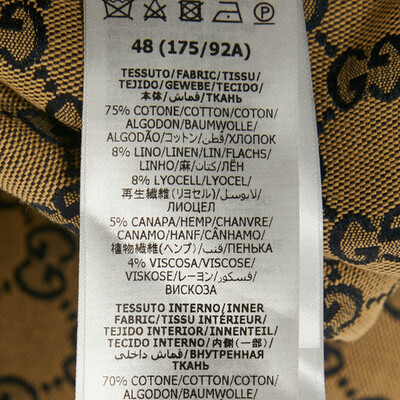 48 (175/92A)
TESSUTO/FABRIC/TISSU/
TEJIDO/GEWEBE/TECIDO/
本体/قماش/ТКАНЬ
75% COTONE/COTTON/COTON/
ALGODON/BAUMWOLLE/
ALGODÃO/コットン/قطن/ХЛОПОК
8% LINO/LINEN/LIN/FLACHS/
LINHO/麻/كتان/ЛЁН
8% LYOCELL/LYOCEL/
再生繊維(リヨセル)/لايوسل/
ЛИОЦЕЛ
5% CANAPA/HEMP/CHANVRE/
CANAMO/HANF/CÂNHAMO/
植物繊維(ヘンプ)/قنب/ПЕНЬКА
4% VISCOSA/VISCOSE/
VISKOSE/レーヨン/فسكوز/
ВИСКОЗА
TESSUTO INTERNO/INNER
FABRIC/TISSU INTÉRIEUR/
TEJIDO INTERIOR/INNENTEIL/
TECIDO INTERNO/内側(一部)/
قماش داخلي/ВНУТРЕННАЯ
ТКАНЬ
70% COTONE/COTTON/COTON/